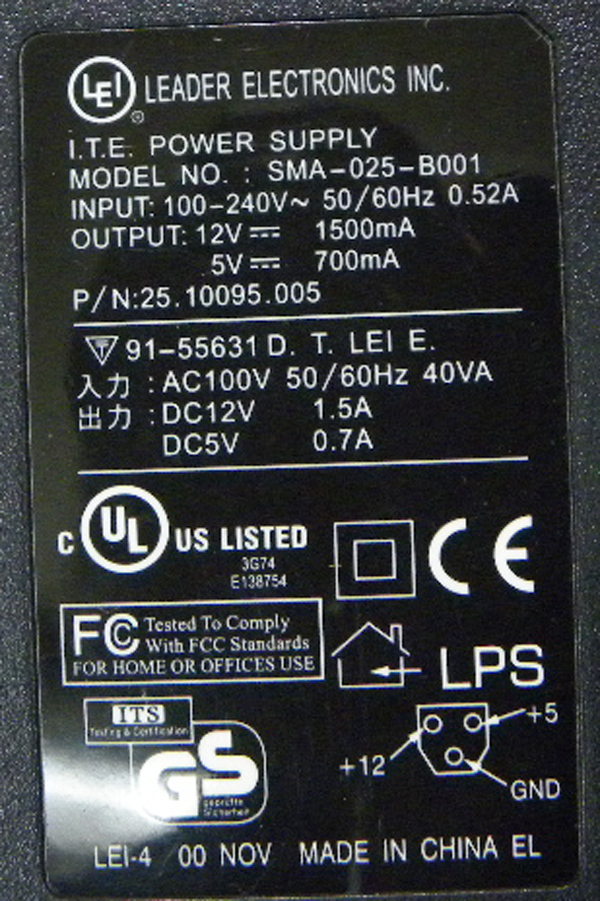 LEI ® LEADER ELECTRONICS INC.
I.T.E. POWER SUPPLY
MODEL NO. : SMA-025-B001
INPUT: 100-240V~ 50/60Hz 0.52A
OUTPUT: 12V⎓ 1500mA
5V⎓ 700mA
P/N:25.10095.005
T 91-55631 D. T. LEI E.
入力 : AC100V 50/60Hz 40VA
出力 : DC12V 1.5A
DC5V 0.7A
C UL US LISTED
3G74
E138754
CE
FC Tested To Comply
With FCC Standards
FOR HOME OR OFFICES USE
LPS
ITS
Testing & Certification
GS
geprüfte
Sicherheit
+5
+12
GND
LEI-4 00 NOV MADE IN CHINA EL